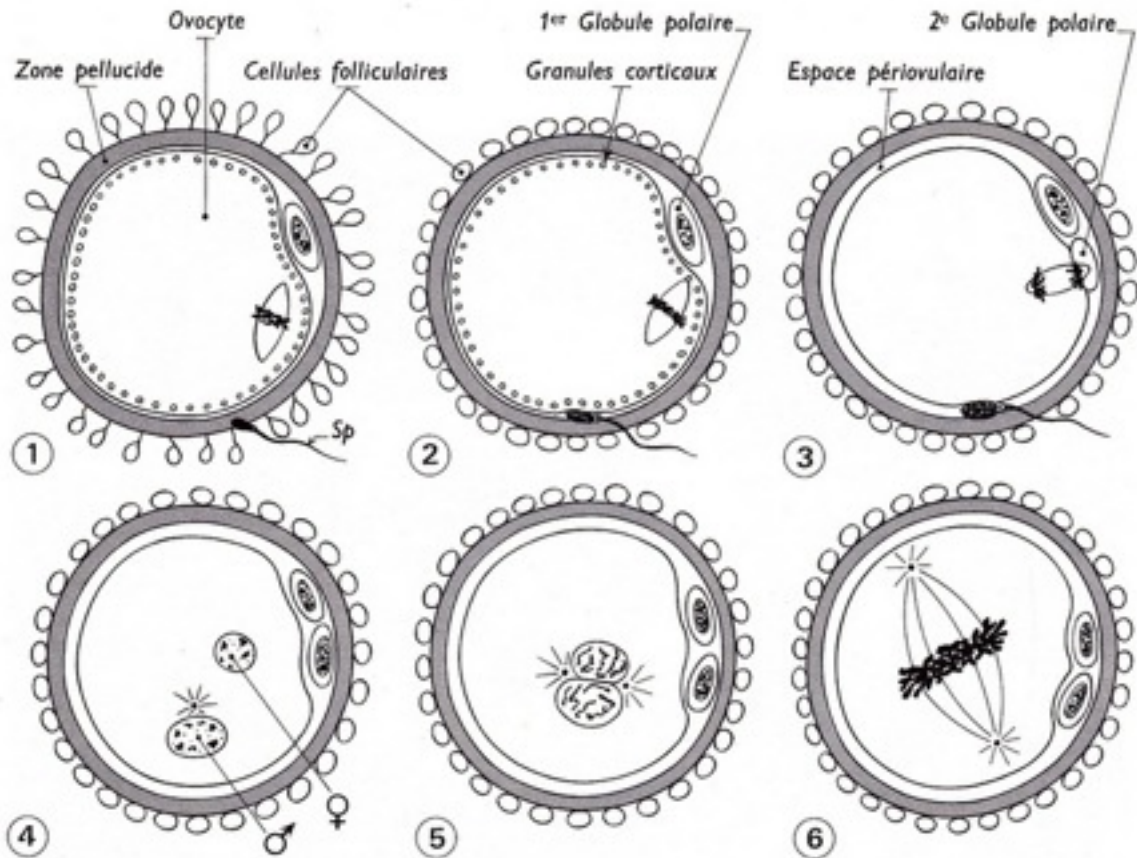 Ovocyte
1er Globule polaire
2e Globule polaire
Zone pellucide
Cellules folliculaires
Granules corticaux
Espace périovulaire
Sp
1
2
3
♀
♂
4
5
6